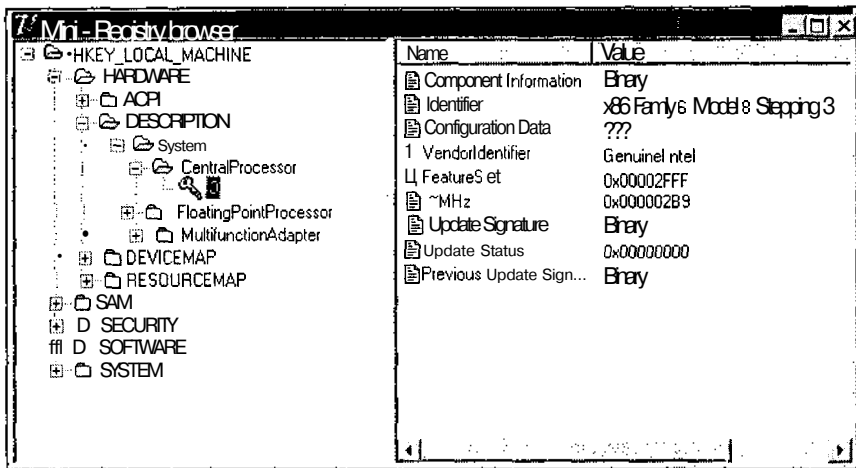 Mini - Registry browser
HKEY_LOCAL_MACHINE
HARDWARE
ACPI
DESCRIPTION
System
CentralProcessor
0
FloatingPointProcessor
MultifunctionAdapter
DEVICEMAP
RESOURCEMAP
SAM
SECURITY
SOFTWARE
SYSTEM
Name Value
Component Information Binary
Identifier x86 Family 6 Model 8 Stepping 3
Configuration Data ???
VendorIdentifier GenuineIntel
FeatureSet 0x00002FFF
~MHz 0x000002B9
Update Signature Binary
Update Status 0x00000000
Previous Update Sign... Binary